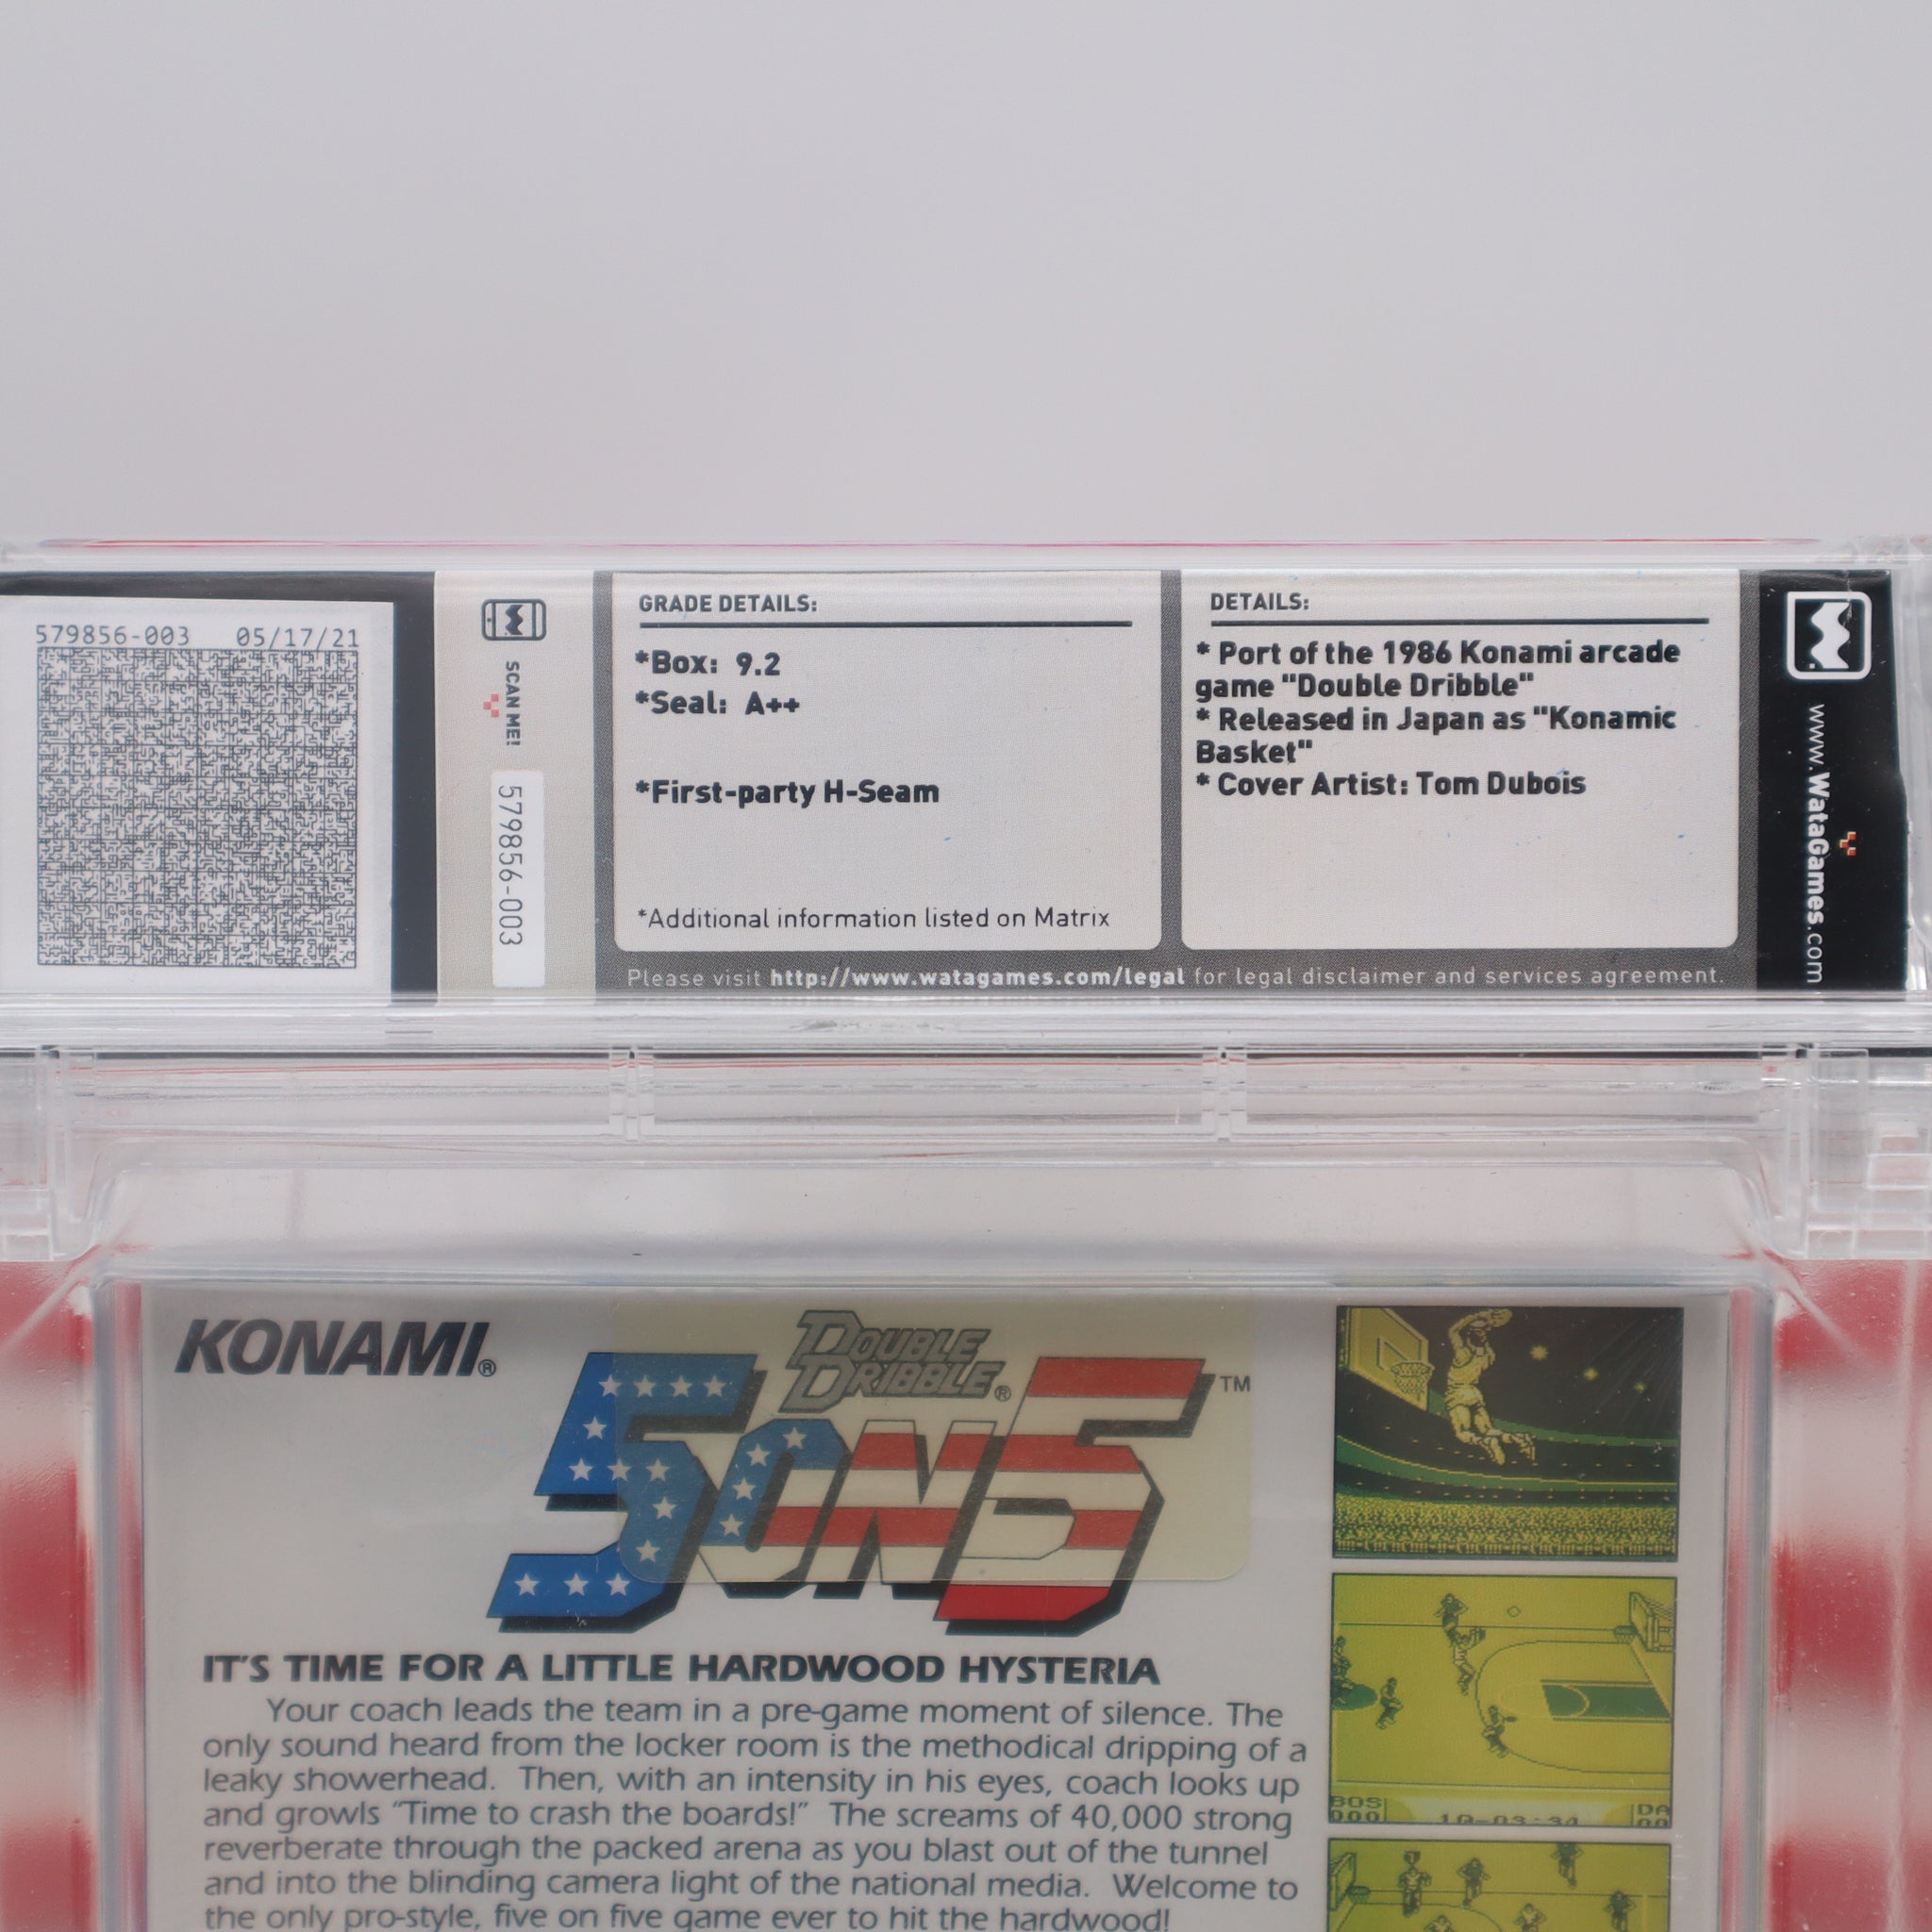 579856-003 05/17/21
SCAN ME!
579856-003
GRADE DETAILS:
*Box: 9.2
*Seal: A++
*First-party H-Seam
*Additional information listed on Matrix
DETAILS:
* Port of the 1986 Konami arcade
game "Double Dribble"
* Released in Japan as "Konamic
Basket"
* Cover Artist: Tom Dubois
www.WataGames.com
Please visit http://www.watagames.com/legal for legal disclaimer and services agreement.
KONAMI®
DOUBLE
DRIBBLE®
5 ON 5™
IT'S TIME FOR A LITTLE HARDWOOD HYSTERIA
Your coach leads the team in a pre-game moment of silence. The
only sound heard from the locker room is the methodical dripping of a
leaky showerhead. Then, with an intensity in his eyes, coach looks up
and growls "Time to crash the boards!" The screams of 40,000 strong
reverberate through the packed arena as you blast out of the tunnel
and into the blinding camera light of the national media. Welcome to
the only pro-style, five on five game ever to hit the hardwood!
BOS DA
000 00